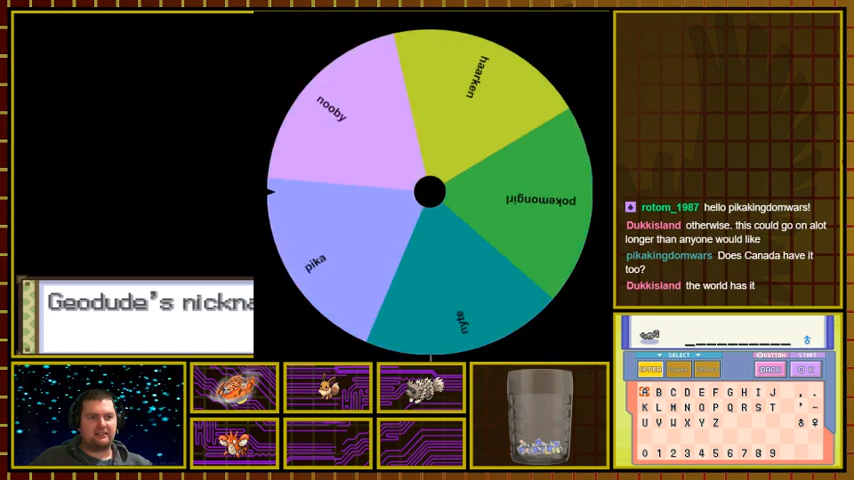 haarken
nooby
pokemongirl
pika
nyte
Geodude's nickna
rotom_1987 hello pikakingdomwars!
Dukkisland otherwise. this could go on alot
longer than anyone would like
pikakingdomwars Does Canada have it
too?
Dukkisland the world has it
SELECT BUTTON START
UPPER BACK OK
A B C D E F G H I J , .
K L M N O P Q R S T ' -
U V W X Y Z ♂ ♀
0 1 2 3 4 5 6 7 8 9